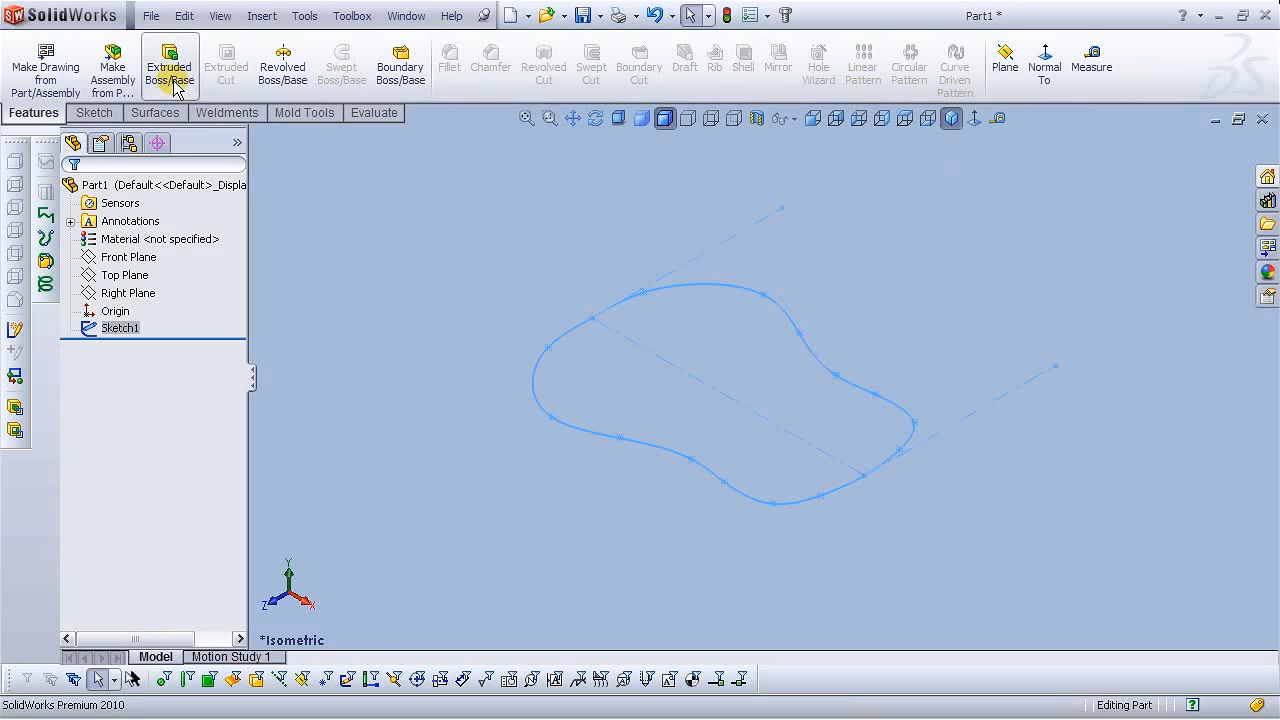 SolidWorks File Edit View Insert Tools Toolbox Window Help Part1 *
Make Drawing from Part/Assembly
Make Assembly from P...
Extruded Boss/Base
Extruded Cut
Revolved Boss/Base
Swept Boss/Base
Boundary Boss/Base
Fillet
Chamfer
Revolved Cut
Swept Cut
Boundary Cut
Draft
Rib
Shell
Mirror
Hole Wizard
Linear Pattern
Circular Pattern
Curve Driven Pattern
Plane
Normal To
Measure
Features Sketch Surfaces Weldments Mold Tools Evaluate
Part1 (Default<<Default>_Displa
Sensors
Annotations
Material <not specified>
Front Plane
Top Plane
Right Plane
Origin
Sketch1
Y
Z X
*Isometric
Model Motion Study 1
SolidWorks Premium 2010 Editing Part